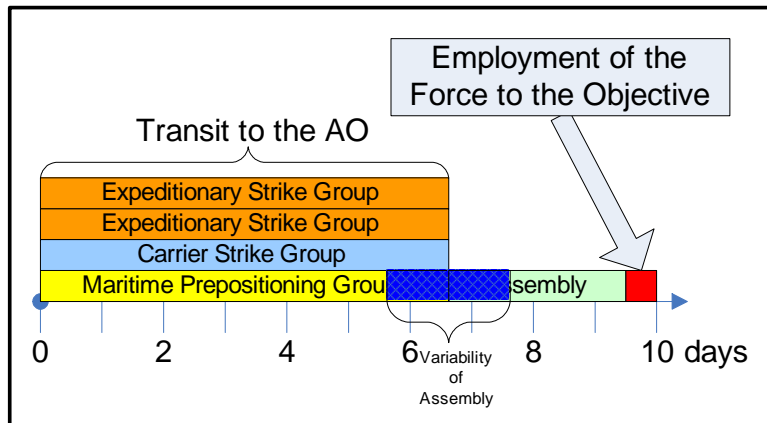 Employment of the
Force to the Objective
Transit to the AO
Expeditionary Strike Group
Expeditionary Strike Group
Carrier Strike Group
Maritime Prepositioning Grou ssembly
0 2 4 6 8 10 days
Variability
of
Assembly